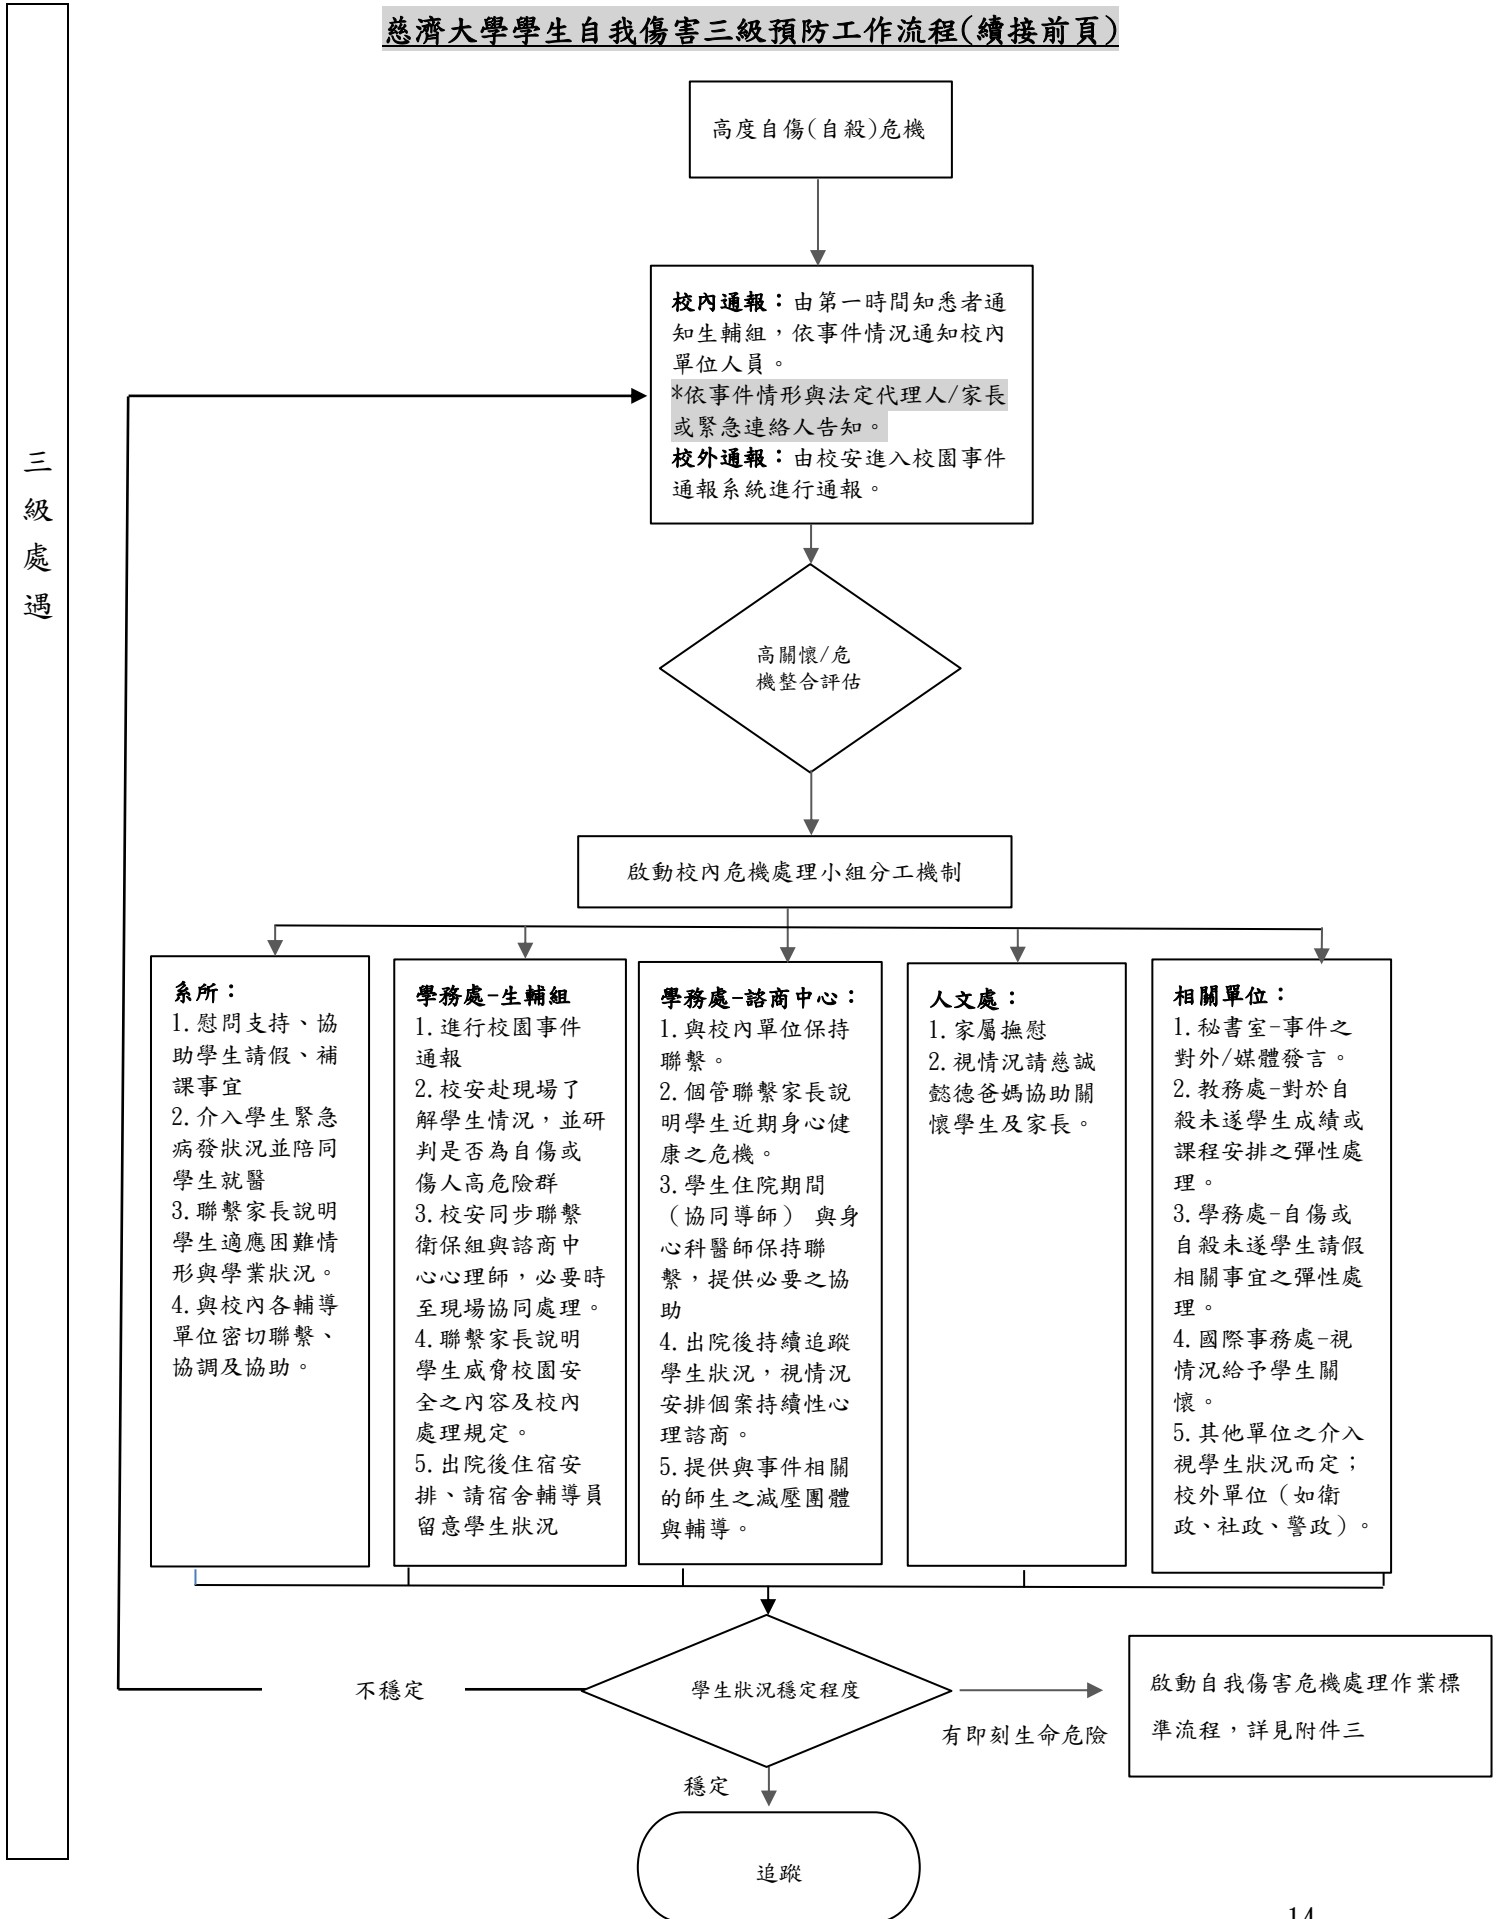 慈濟大學學生自我傷害三級預防工作流程(續接前頁)
三
級
處
遇
高度自傷(自殺)危機
校內通報：由第一時間知悉者通
知生輔組，依事件情況通知校內
單位人員。
*依事件情形與法定代理人/家長
或緊急連絡人告知。
校外通報：由校安進入校園事件
通報系統進行通報。
高關懷/危
機整合評估
啟動校內危機處理小組分工機制
系所：
1.慰問支持、協
助學生請假、補
課事宜
2.介入學生緊急
病發狀況並陪同
學生就醫
3.聯繫家長說明
學生適應困難情
形與學業狀況。
4.與校內各輔導
單位密切聯繫、
協調及協助。
學務處-生輔組
1.進行校園事件
通報
2.校安赴現場了
解學生情況，並研
判是否為自傷或
傷人高危險群
3.校安同步聯繫
衛保組與諮商中
心心理師，必要時
至現場協同處理。
4.聯繫家長說明
學生威脅校園安
全之內容及校內
處理規定。
5.出院後住宿安
排、請宿舍輔導員
留意學生狀況
學務處-諮商中心：
1.與校內單位保持
聯繫。
2.個管聯繫家長說
明學生近期身心健
康之危機。
3.學生住院期間
（協同導師） 與身
心科醫師保持聯
繫，提供必要之協
助
4.出院後持續追蹤
學生狀況，視情況
安排個案持續性心
理諮商。
5.提供與事件相關
的師生之減壓團體
與輔導。
人文處：
1.家屬撫慰
2.視情況請慈誠
懿德爸媽協助關
懷學生及家長。
相關單位：
1.秘書室-事件之
對外/媒體發言。
2.教務處-對於自
殺未遂學生成績或
課程安排之彈性處
理。
3.學務處-自傷或
自殺未遂學生請假
相關事宜之彈性處
理。
4.國際事務處-視
情況給予學生關
懷。
5.其他單位之介入
視學生狀況而定；
校外單位（如衛
政、社政、警政）。
不穩定
學生狀況穩定程度
有即刻生命危險
啟動自我傷害危機處理作業標
準流程，詳見附件三
穩定
追蹤
14